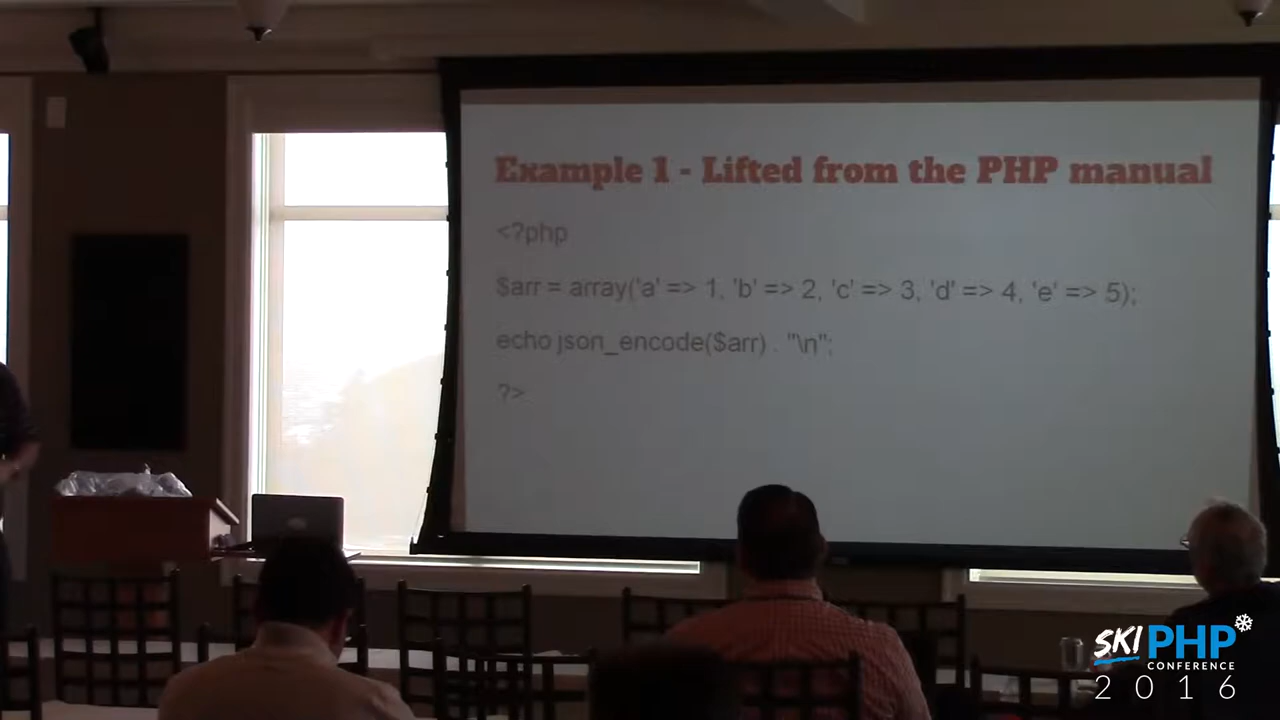 Example 1 - Lifted from the PHP manual
<?php
$arr = array('a' => 1, 'b' => 2, 'c' => 3, 'd' => 4, 'e' => 5);
echo json_encode($arr) . "\n";
?>
SKI PHP
CONFERENCE
2016